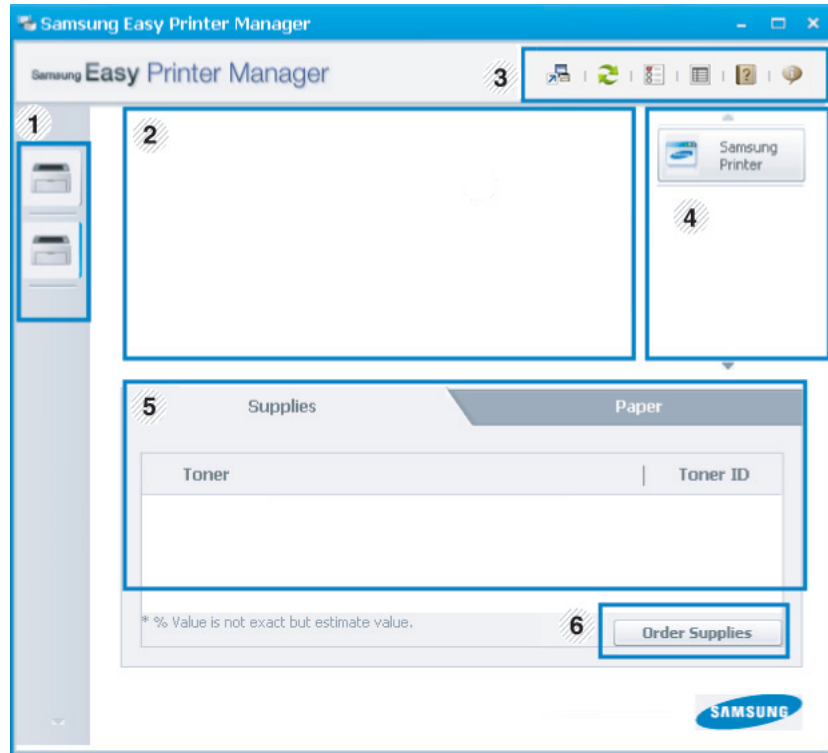 Samsung Easy Printer Manager
Samsung Easy Printer Manager
3
1
2
Samsung
Printer
4
5
Supplies
Paper
Toner
Toner ID
* % Value is not exact but estimate value.
6
Order Supplies
SAMSUNG